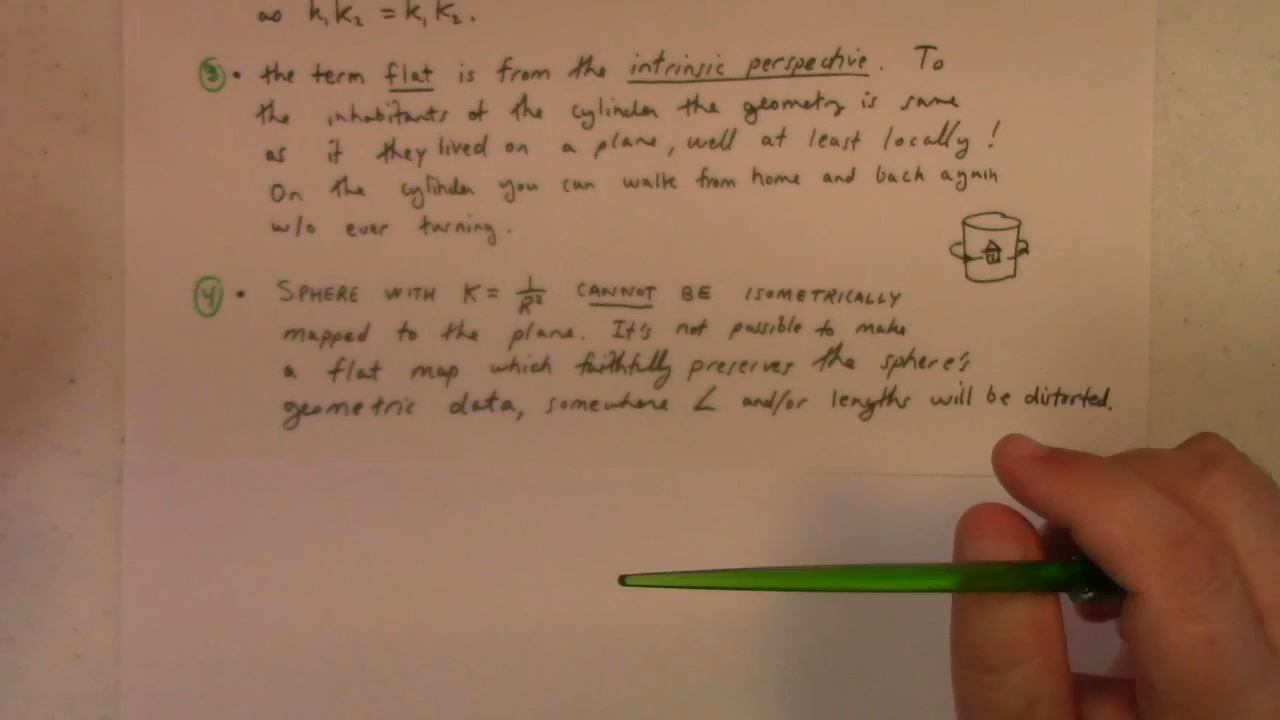 as k₁k₂ = k₁k₂.
③ • the term flat is from the intrinsic perspective. To
the inhabitants of the cylinder the geometry is same
as if they lived on a plane, well at least locally!
On the cylinder you can walk from home and back again
w/o ever turning.
④ • SPHERE WITH K = 1/R² CANNOT BE ISOMETRICALLY
mapped to the plane. It's not possible to make
a flat map which faithfully preserves the sphere's
geometric data, somewhere ∠ and/or lengths will be distorted.